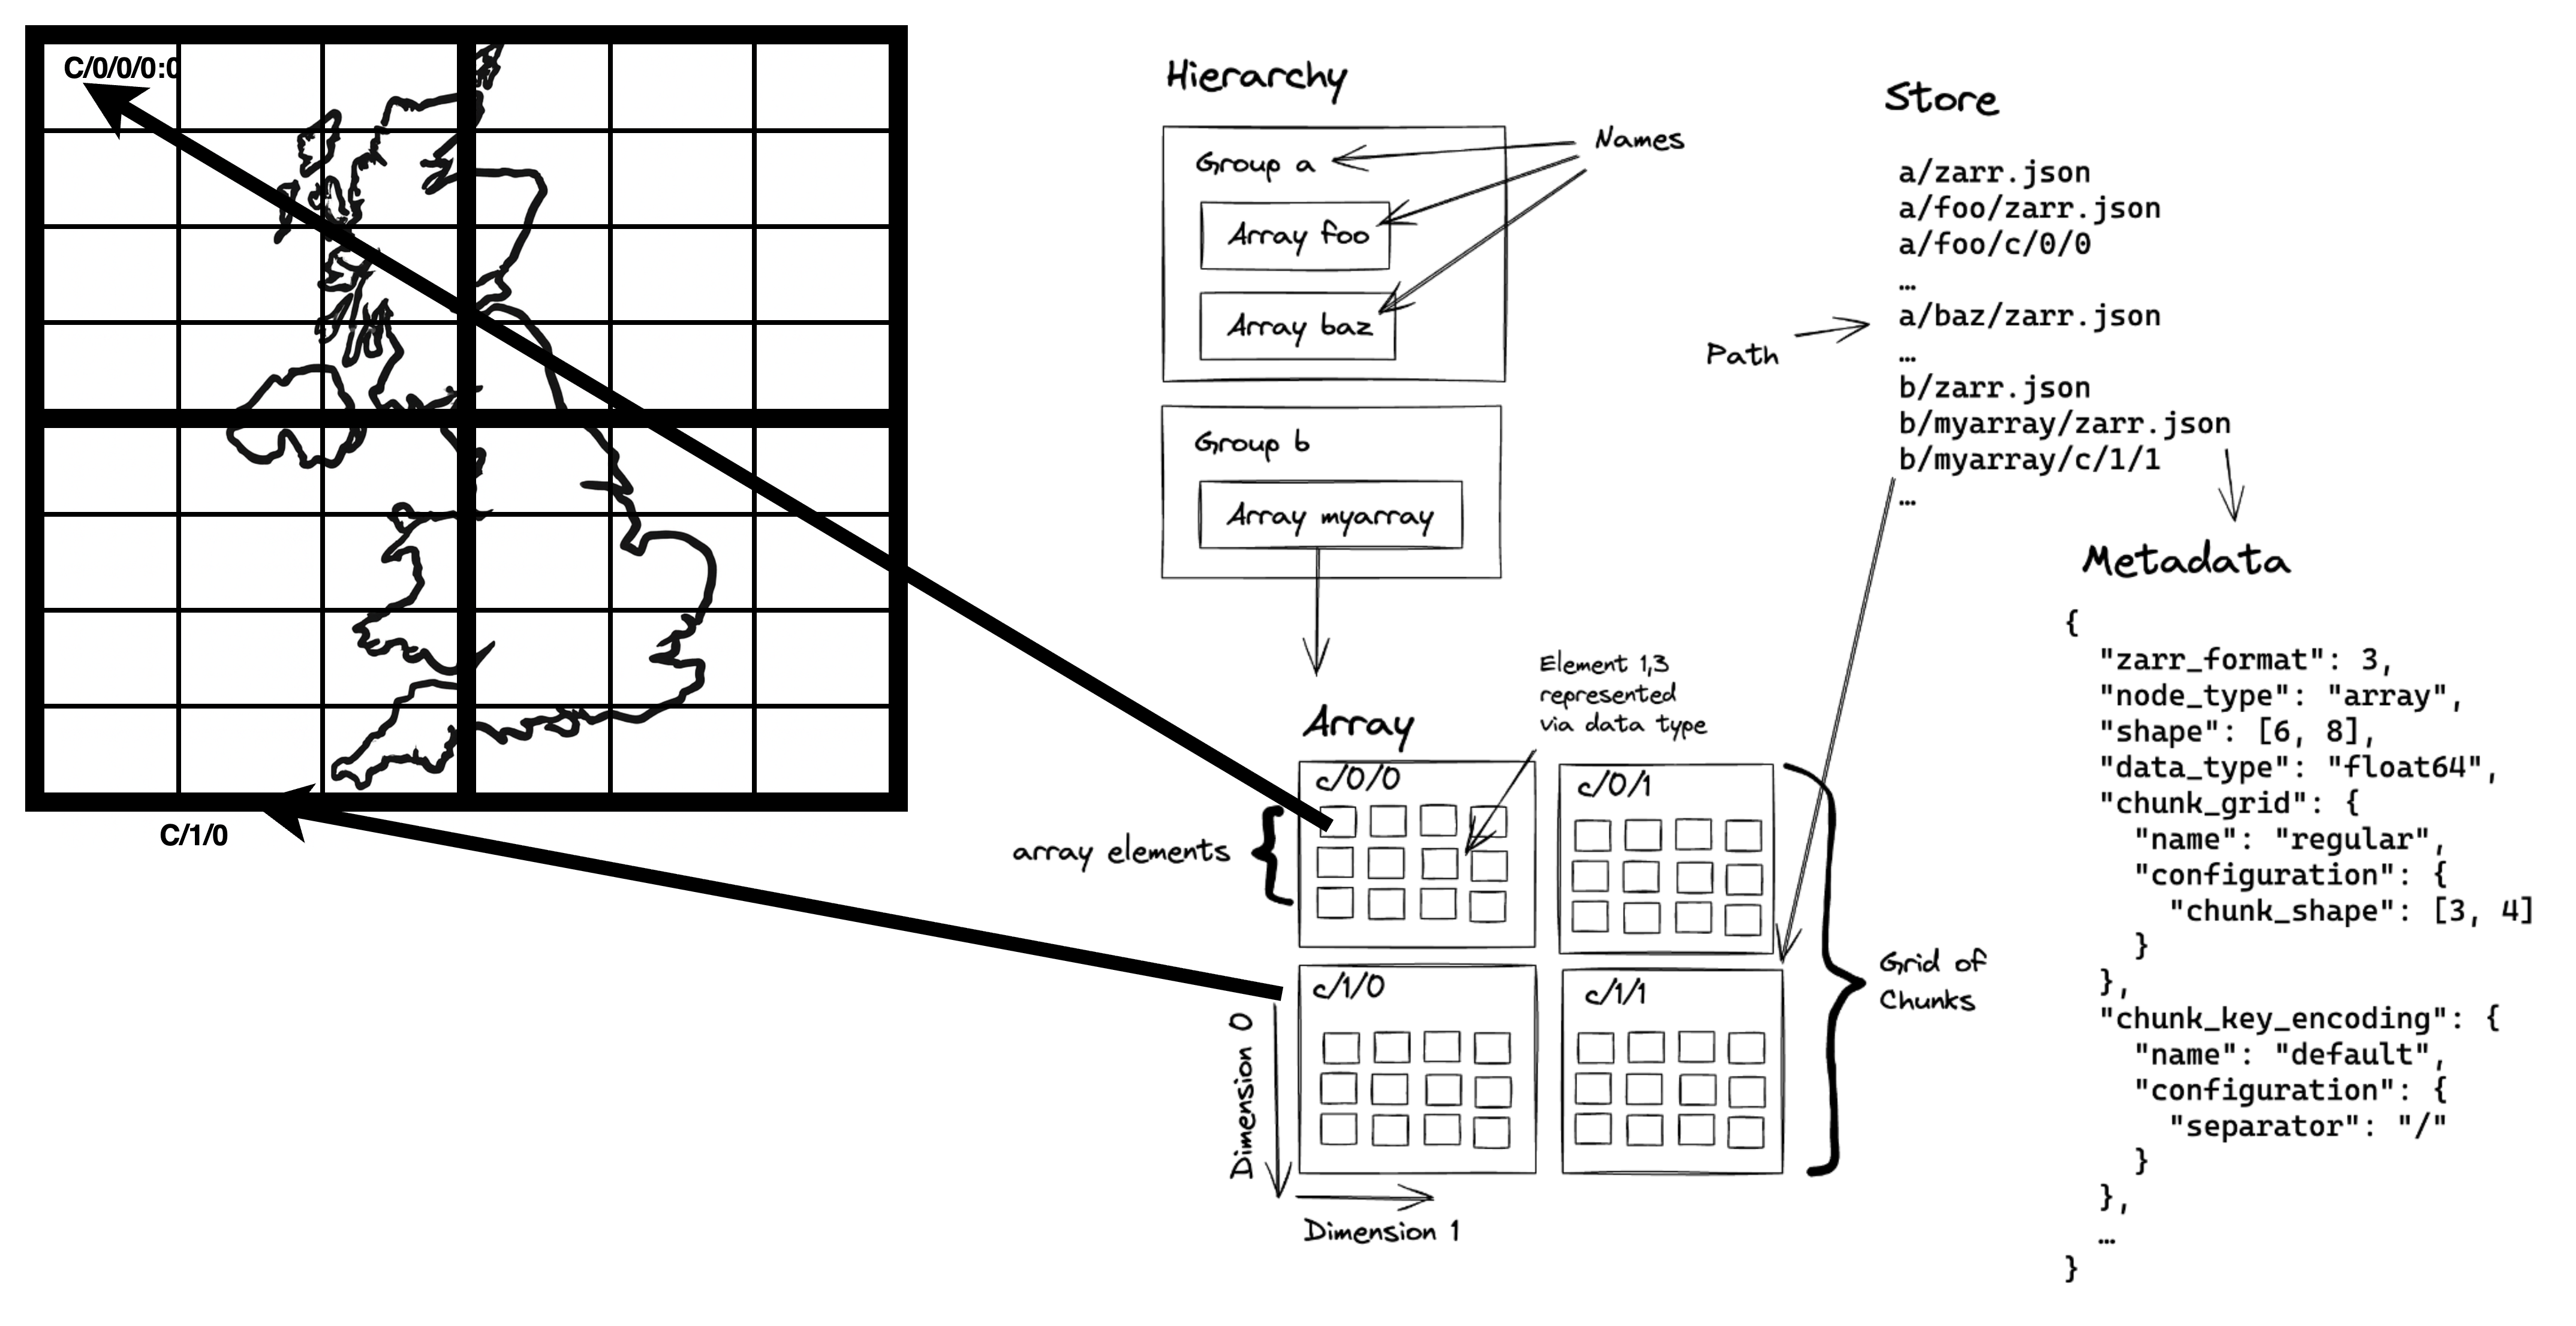 C/0/0/0:0
C/1/0
Hierarchy
Group a
Array foo
Array baz
Names
Group b
Array myarray
Store
a/zarr.json
a/foo/zarr.json
a/foo/c/0/0
…
a/baz/zarr.json
…
b/zarr.json
b/myarray/zarr.json
b/myarray/c/1/1
…
Path
Array
Element 1,3
represented
via data type
c/0/0
c/0/1
c/1/0
c/1/1
array elements
Dimension 0
Dimension 1
Grid of
Chunks
Metadata
{
"zarr_format": 3,
"node_type": "array",
"shape": [6, 8],
"data_type": "float64",
"chunk_grid": {
"name": "regular",
"configuration": {
"chunk_shape": [3, 4]
}
},
"chunk_key_encoding": {
"name": "default",
"configuration": {
"separator": "/"
}
},
…
}